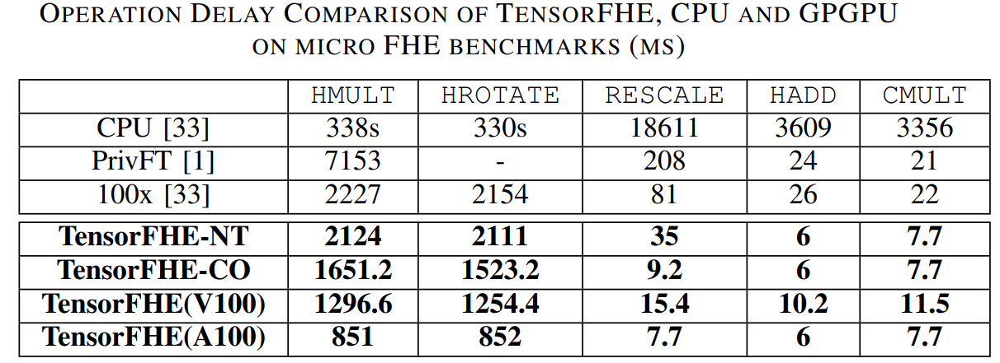 OPERATION DELAY COMPARISON OF TENSORFHE, CPU AND GPGPU
ON MICRO FHE BENCHMARKS (MS)
HMULT HROTATE RESCALE HADD CMULT
CPU [33] 338s 330s 18611 3609 3356
PrivFT [1] 7153 - 208 24 21
100x [33] 2227 2154 81 26 22
TensorFHE-NT 2124 2111 35 6 7.7
TensorFHE-CO 1651.2 1523.2 9.2 6 7.7
TensorFHE(V100) 1296.6 1254.4 15.4 10.2 11.5
TensorFHE(A100) 851 852 7.7 6 7.7